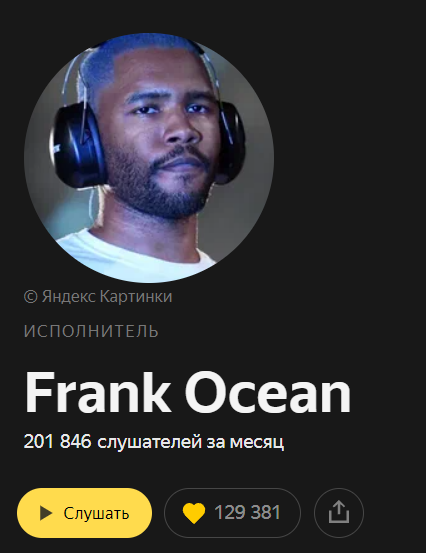 © Яндекс Картинки
ИСПОЛНИТЕЛЬ
Frank Ocean
201 846 слушателей за месяц
Слушать
129 381